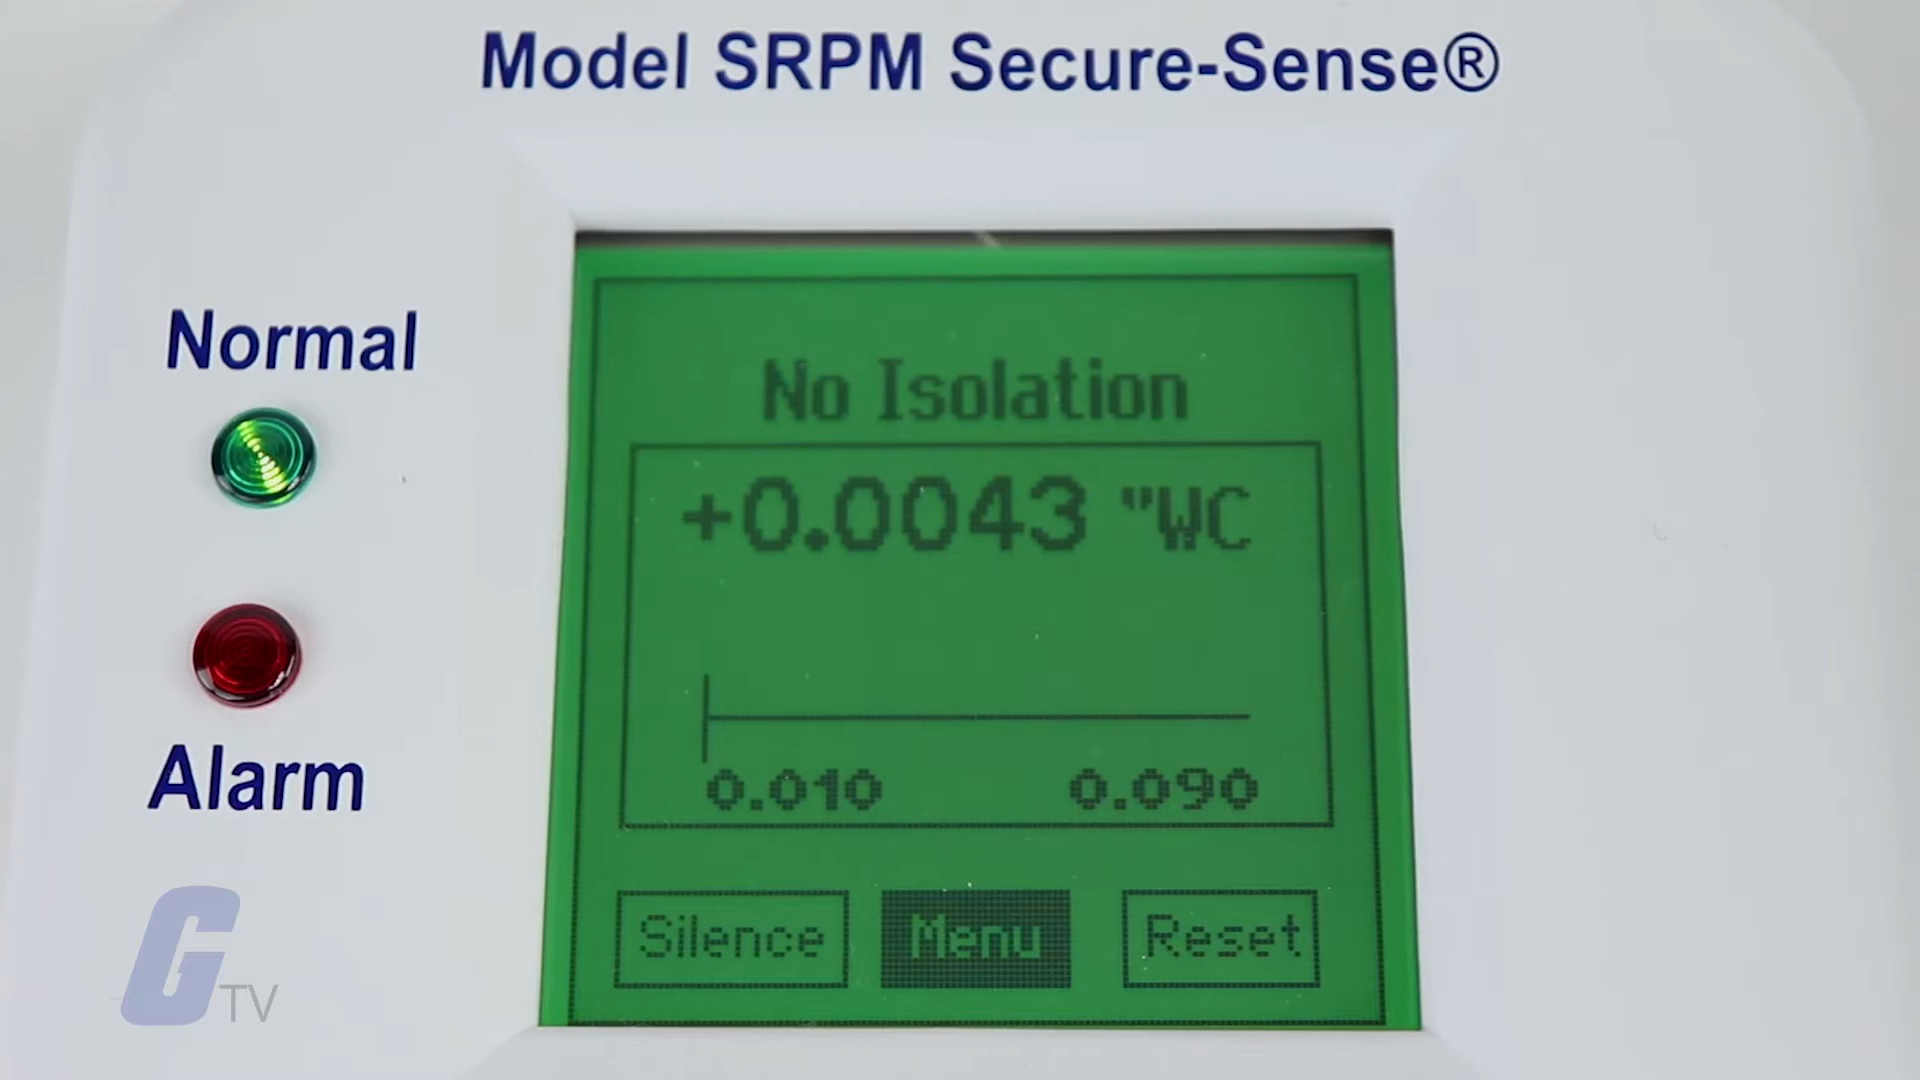 Model SRPM Secure-Sense®
Normal
Alarm
No Isolation
+0.0043 "WC
0.010 0.090
Silence Menu Reset
G TV